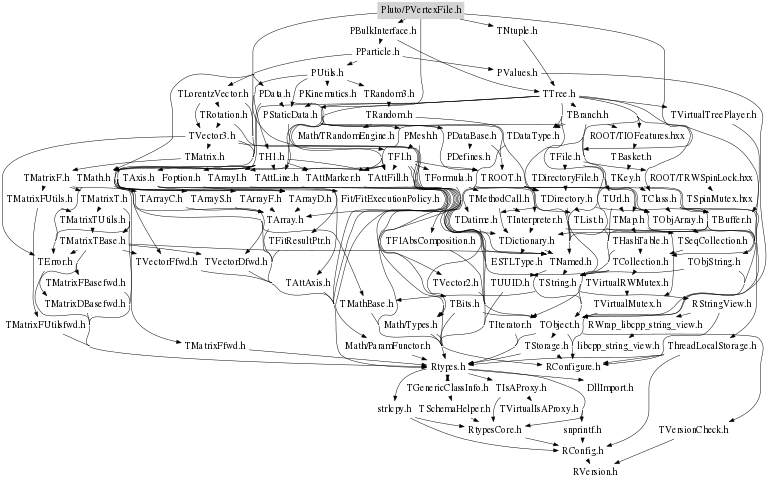 Pluto/PVertexFile.h
PBulkInterface.h
TNtuple.h
PParticle.h
PUtils.h
PValues.h
TLorentzVector.h
PData.h
PKinematics.h
TRandom3.h
TTree.h
TRotation.h
PStaticData.h
TRandom.h
TBranch.h
TVirtualTreePlayer.h
TVector3.h
Math/TRandomEngine.h
PMesh.h
PDataBase.h
TDataType.h
ROOT/TIOFeatures.hxx
TMatrix.h
TH1.h
TF1.h
PDefines.h
TFile.h
TBasket.h
TMatrixF.h
TMath.h
TAxis.h
Foption.h
TArrayI.h
TAttLine.h
TAttMarker.h
TAttFill.h
TFormula.h
TROOT.h
TDirectoryFile.h
TKey.h
ROOT/TRWSpinLock.hxx
TMatrixFUtils.h
TMatrixT.h
TArrayC.h
TArrayS.h
TArrayF.h
TArrayD.h
Fit/FitExecutionPolicy.h
TMethodCall.h
TDirectory.h
TUrl.h
TClass.h
TSpinMutex.hxx
TMatrixTUtils.h
TArray.h
TDatime.h
TInterpreter.h
TList.h
TMap.h
TObjArray.h
TBuffer.h
TMatrixTBase.h
TFitResultPtr.h
TF1AbsComposition.h
TDictionary.h
THashTable.h
TSeqCollection.h
TError.h
TVectorFfwd.h
TVectorDfwd.h
ESTLType.h
TNamed.h
TCollection.h
TObjString.h
TMatrixFBasefwd.h
TAttAxis.h
TVector2.h
TUUID.h
TString.h
TVirtualRWMutex.h
TMatrixDBasefwd.h
TMathBase.h
TBits.h
TVirtualMutex.h
RStringView.h
TMatrixFUtilsfwd.h
Math/Types.h
TIterator.h
TObject.h
RWrap_libcpp_string_view.h
TMatrixFfwd.h
Math/ParamFunctor.h
TStorage.h
libcpp_string_view.h
ThreadLocalStorage.h
Rtypes.h
RConfigure.h
TGenericClassInfo.h
TIsAProxy.h
DllImport.h
strlcpy.h
TSchemaHelper.h
TVirtualIsAProxy.h
RtypesCore.h
snprintf.h
TVersionCheck.h
RConfig.h
RVersion.h